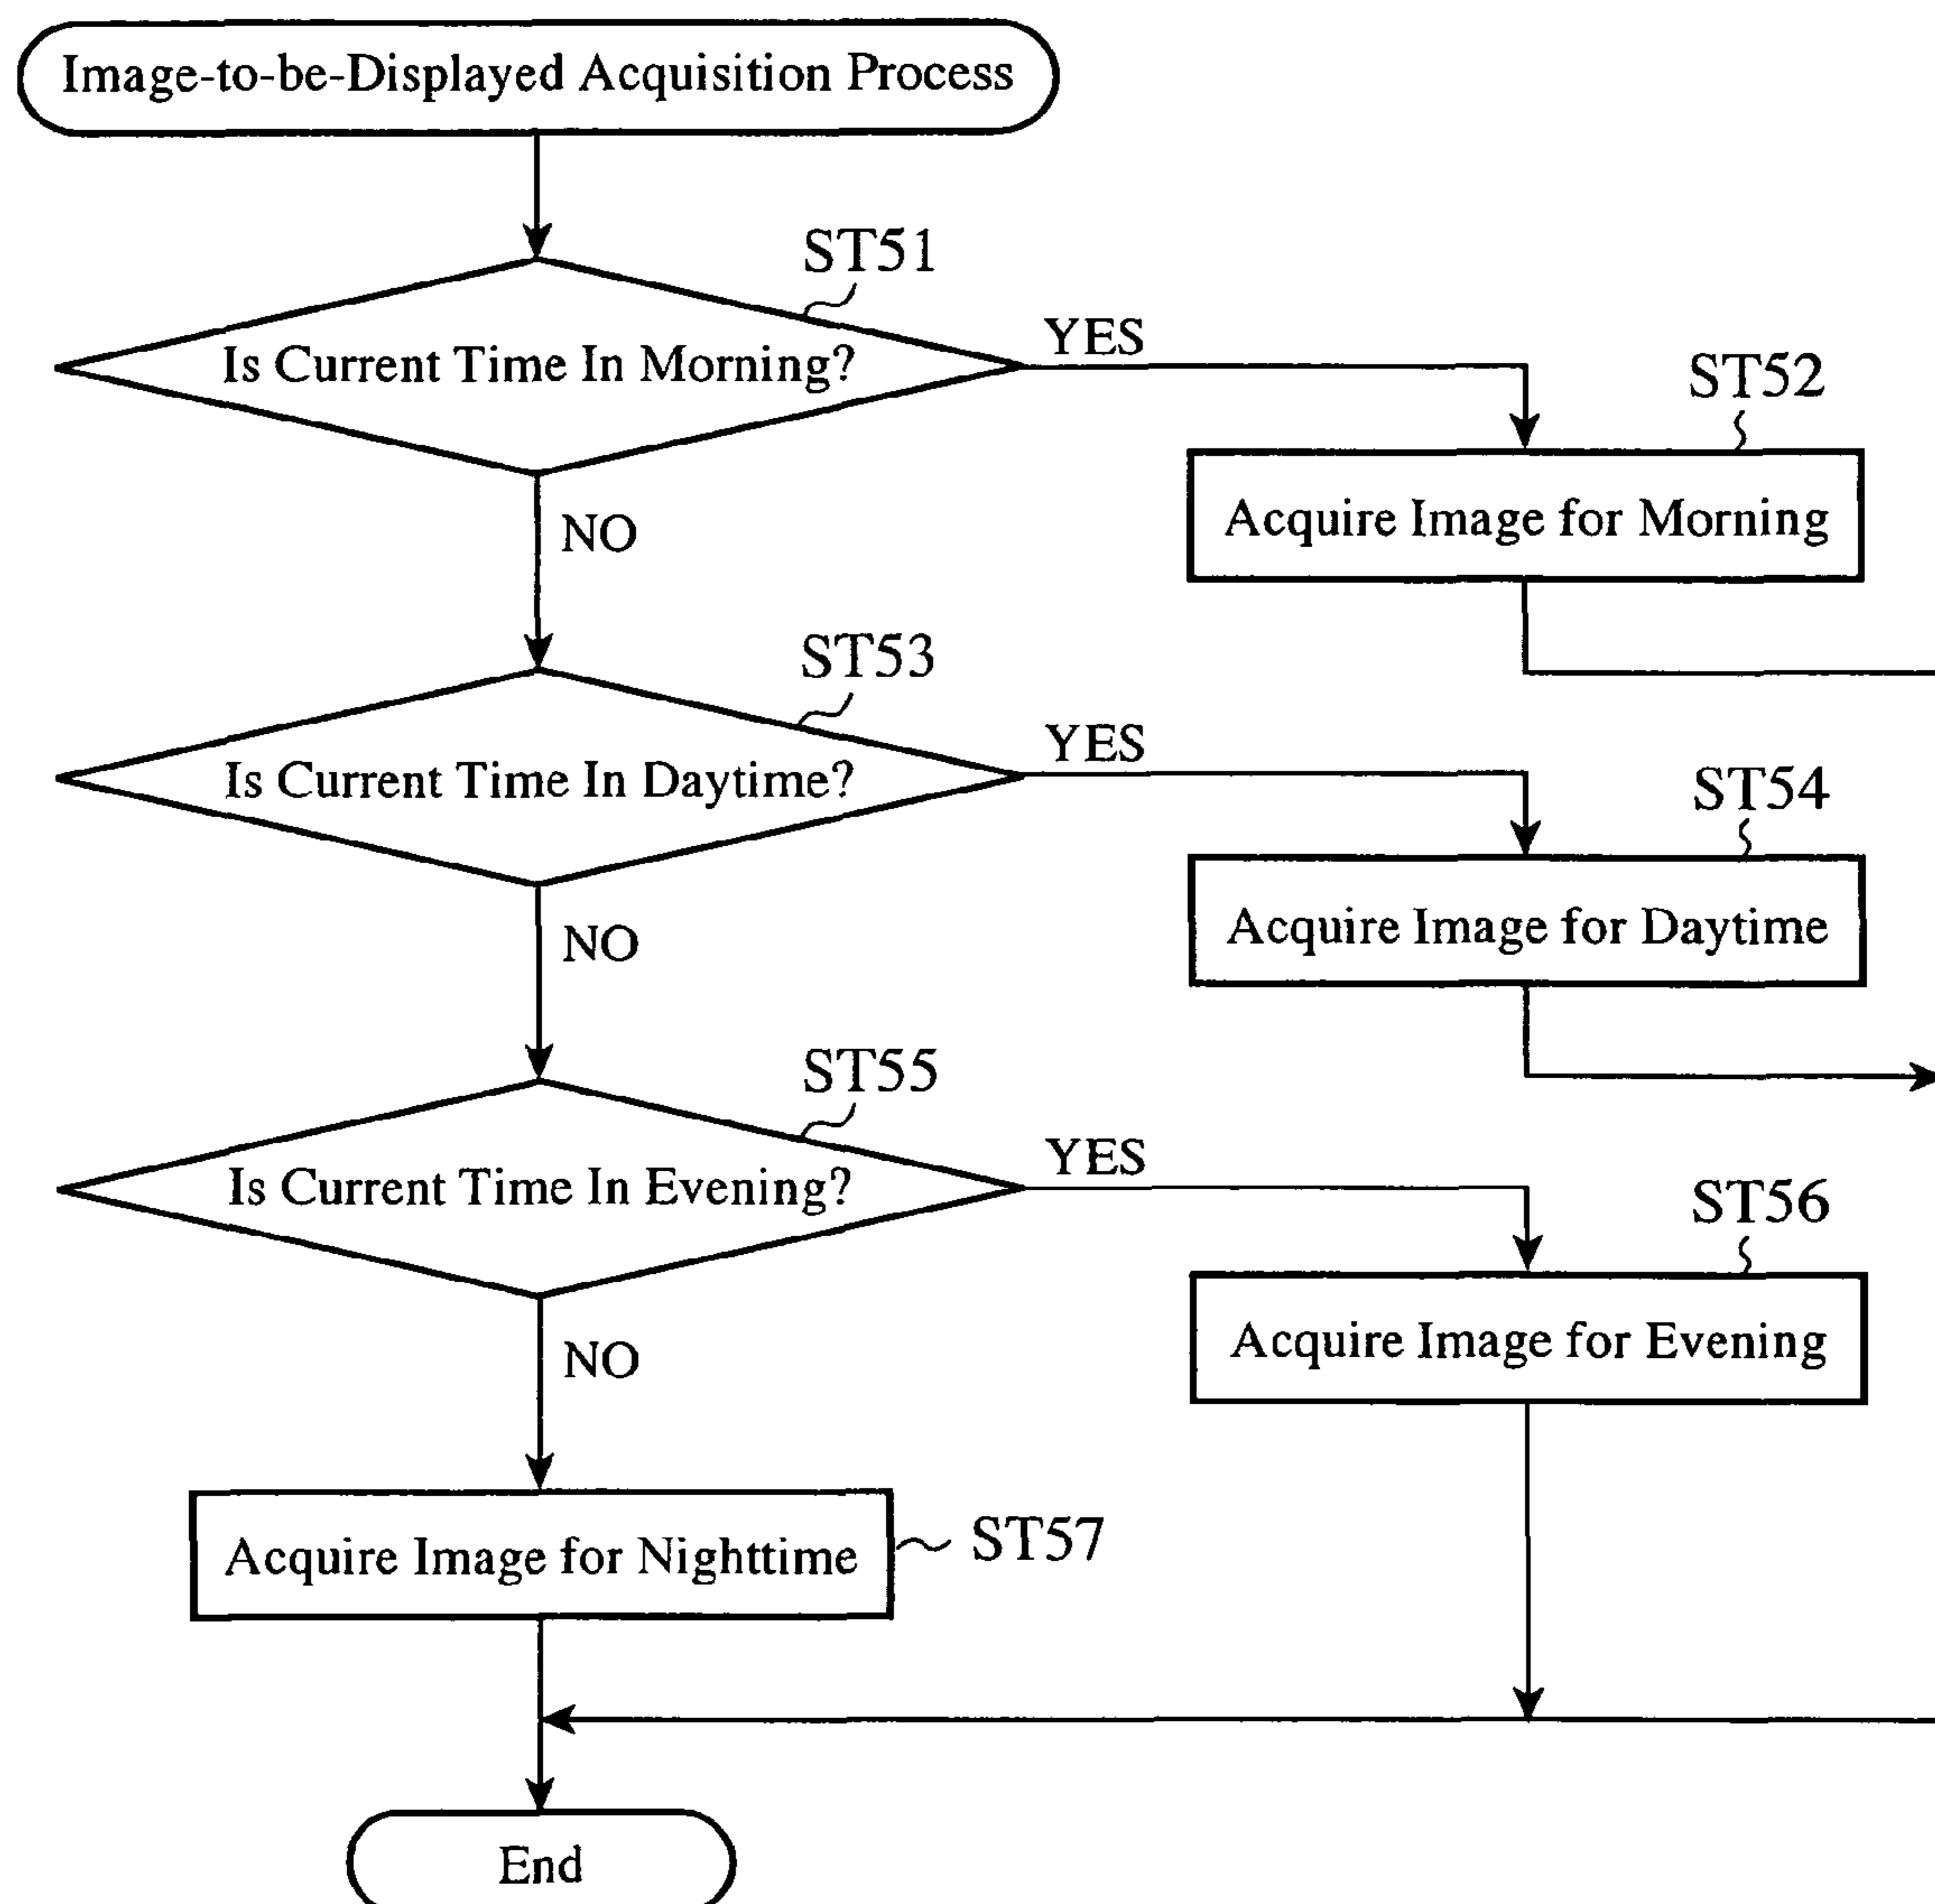 Image-to-be-Displayed Acquisition Process
ST51
Is Current Time In Morning?
YES
ST52
Acquire Image for Morning
NO
ST53
Is Current Time In Daytime?
YES
ST54
Acquire Image for Daytime
NO
ST55
Is Current Time In Evening?
YES
ST56
Acquire Image for Evening
NO
Acquire Image for Nighttime
ST57
End